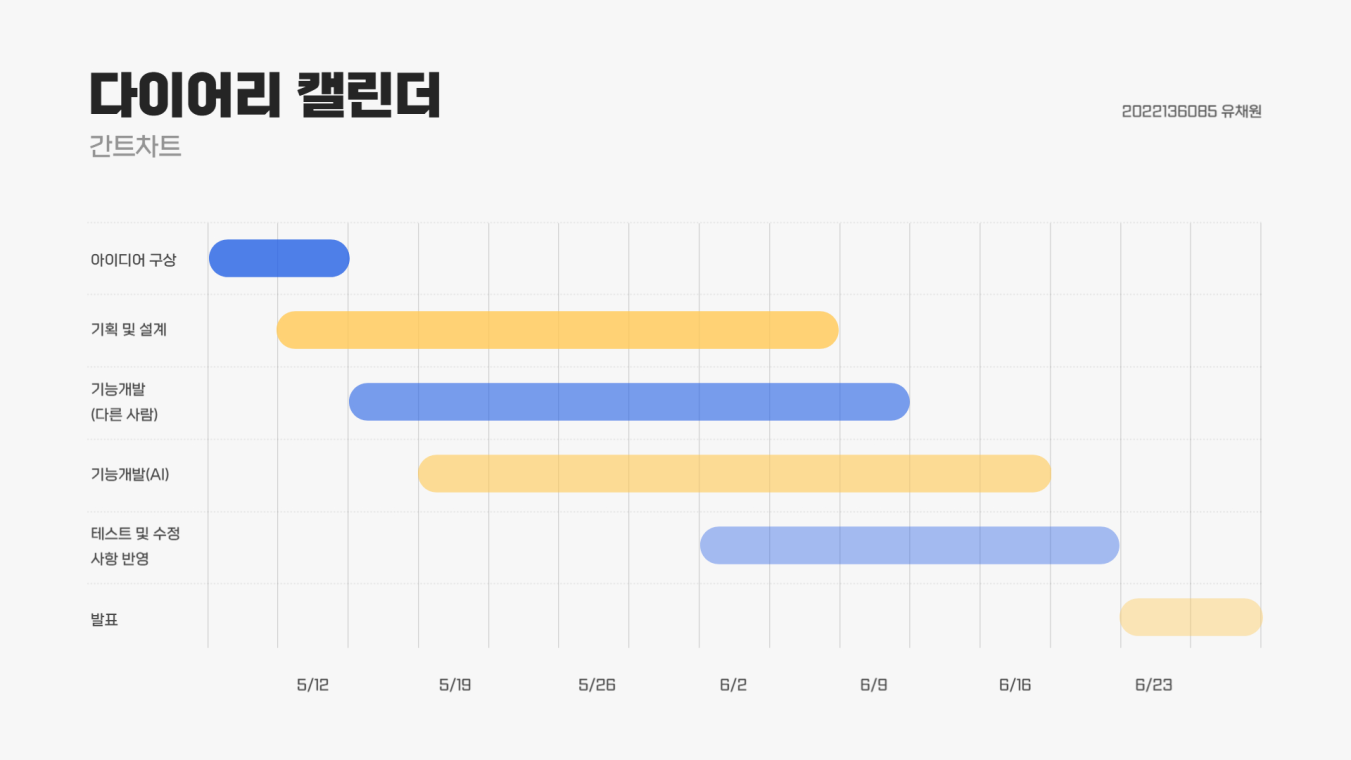 다이어리 캘린더
간트차트
2022136085 유채원
아이디어 구상
기획 및 설계
기능개발
(다른 사람)
기능개발(AI)
테스트 및 수정
사항 반영
발표
5/12
5/19
5/26
6/2
6/9
6/16
6/23